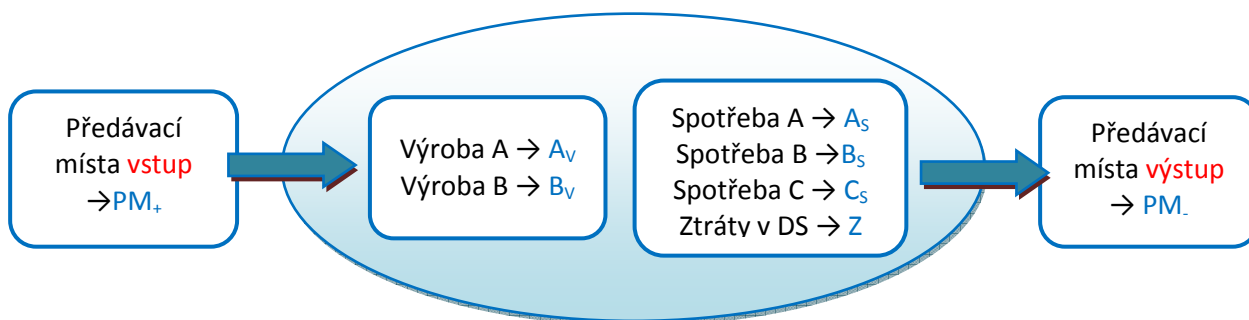 Předávací
místa vstup
→PM₊
Výroba A → Aᵥ
Výroba B → Bᵥ
Spotřeba A → Aₛ
Spotřeba B →Bₛ
Spotřeba C → Cₛ
Ztráty v DS → Z
Předávací
místa výstup
→ PM₋